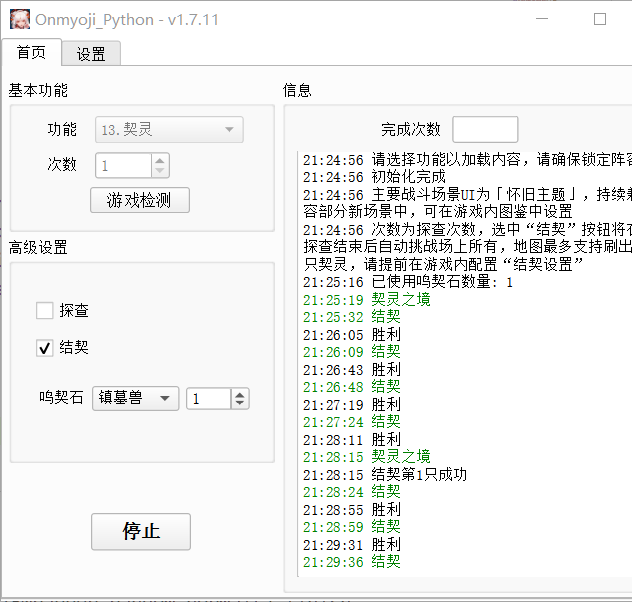 Onmyoji_Python - v1.7.11
首页 设置
基本功能
功能 13.契灵
次数 1
游戏检测
高级设置
探查
结契
鸣契石 镇墓兽 1
停止
信息
完成次数
21:24:56 请选择功能以加载内容，请确保锁定阵容
21:24:56 初始化完成
21:24:56 主要战斗场景UI为「怀旧主题」，持续兼
容部分新场景中，可在游戏内图鉴中设置
21:24:56 次数为探查次数，选中“结契”按钮将在
探查结束后自动挑战场上所有，地图最多支持刷出
只契灵，请提前在游戏内配置“结契设置”
21:25:16 已使用鸣契石数量: 1
21:25:19 契灵之境
21:25:32 结契
21:26:05 胜利
21:26:09 结契
21:26:43 胜利
21:26:48 结契
21:27:19 胜利
21:27:24 结契
21:28:11 胜利
21:28:15 契灵之境
21:28:15 结契第1只成功
21:28:24 结契
21:28:55 胜利
21:28:59 结契
21:29:31 胜利
21:29:36 结契